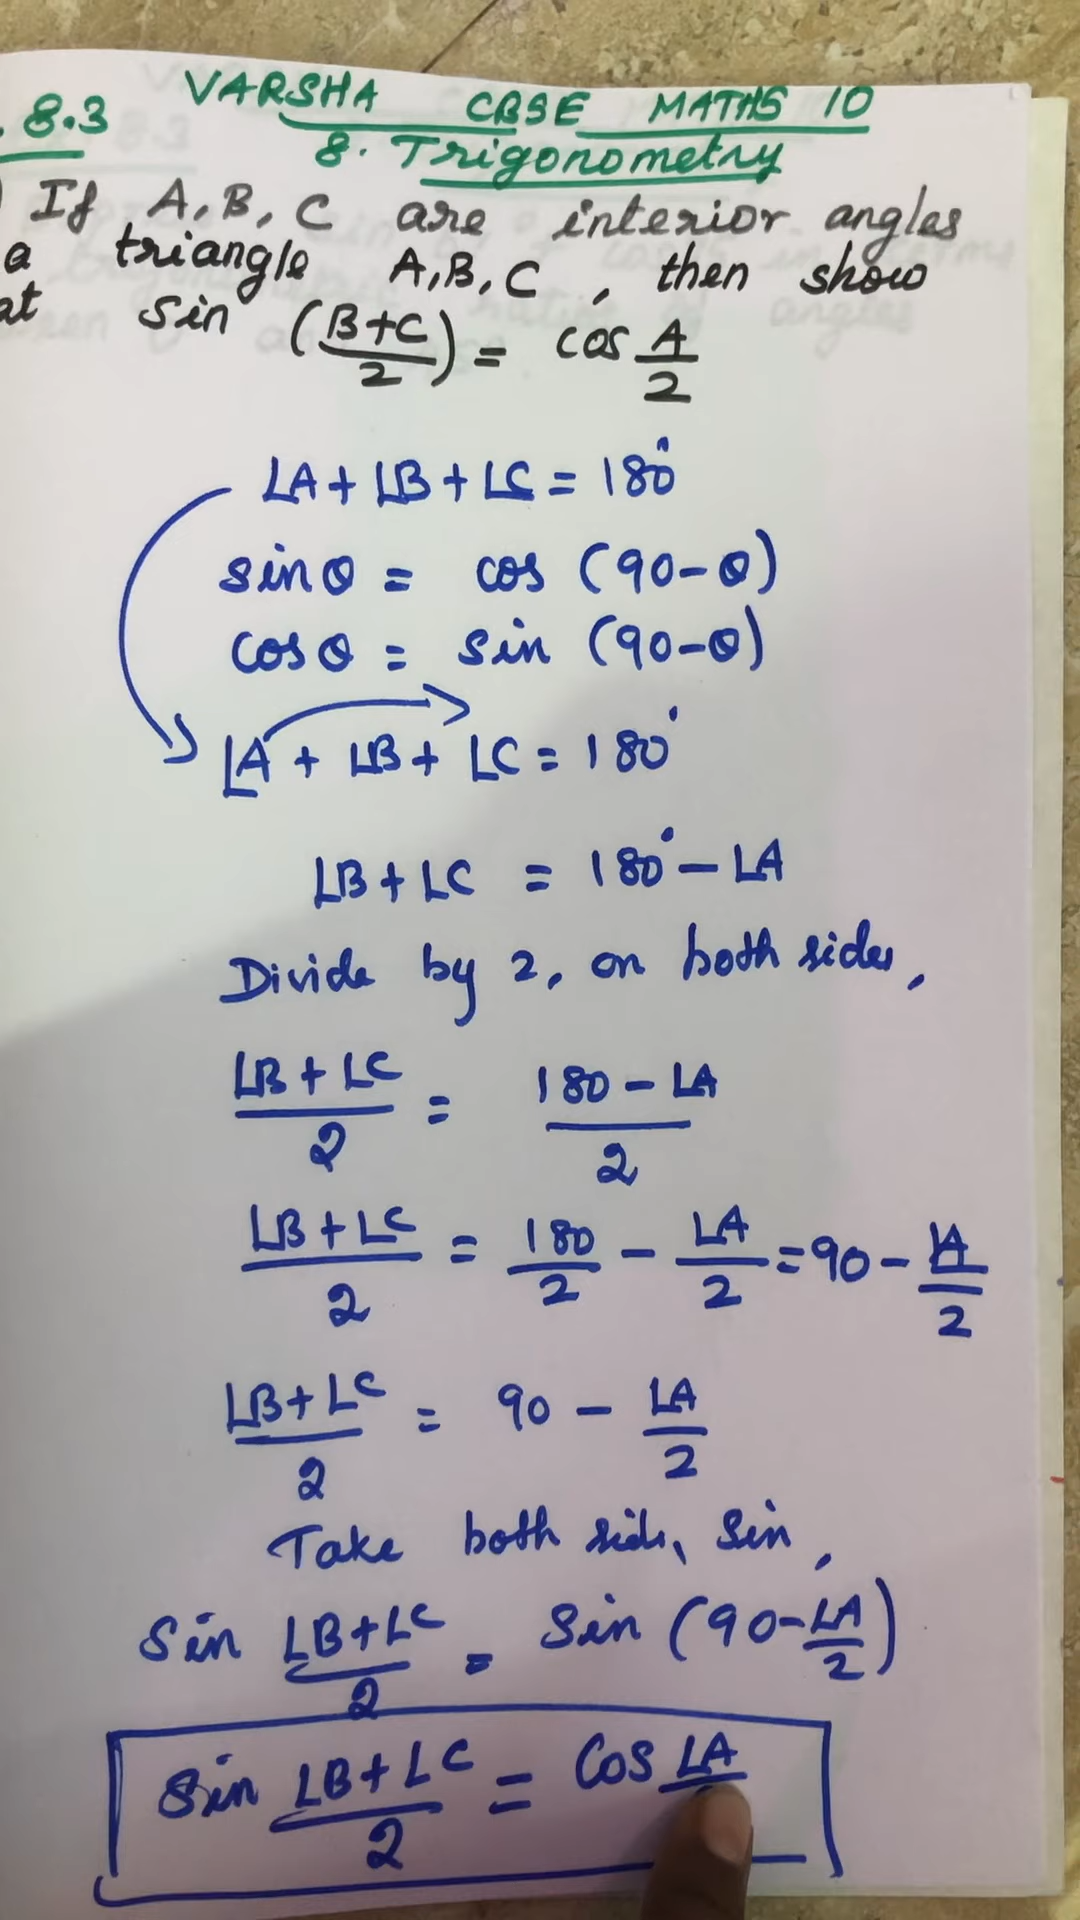 8.3 VARSHA CBSE MATHS 10
8. Trigonometry
If A, B, C are interior angles
a triangle A, B, C, then show
at sin (B+C/2) = cos A/2
∠A + ∠B + ∠C = 180°
sin θ = cos (90-θ)
cos θ = sin (90-θ)
∠A + ∠B + ∠C = 180°
∠B + ∠C = 180° - ∠A
Divide by 2, on both sides,
∠B + ∠C / 2 = 180 - ∠A / 2
∠B + ∠C / 2 = 180/2 - ∠A/2 = 90 - ∠A/2
∠B + ∠C / 2 = 90 - ∠A/2
Take both side, Sin,
Sin ∠B+∠C / 2 = Sin (90 - ∠A/2)
Sin ∠B+∠C / 2 = Cos ∠A